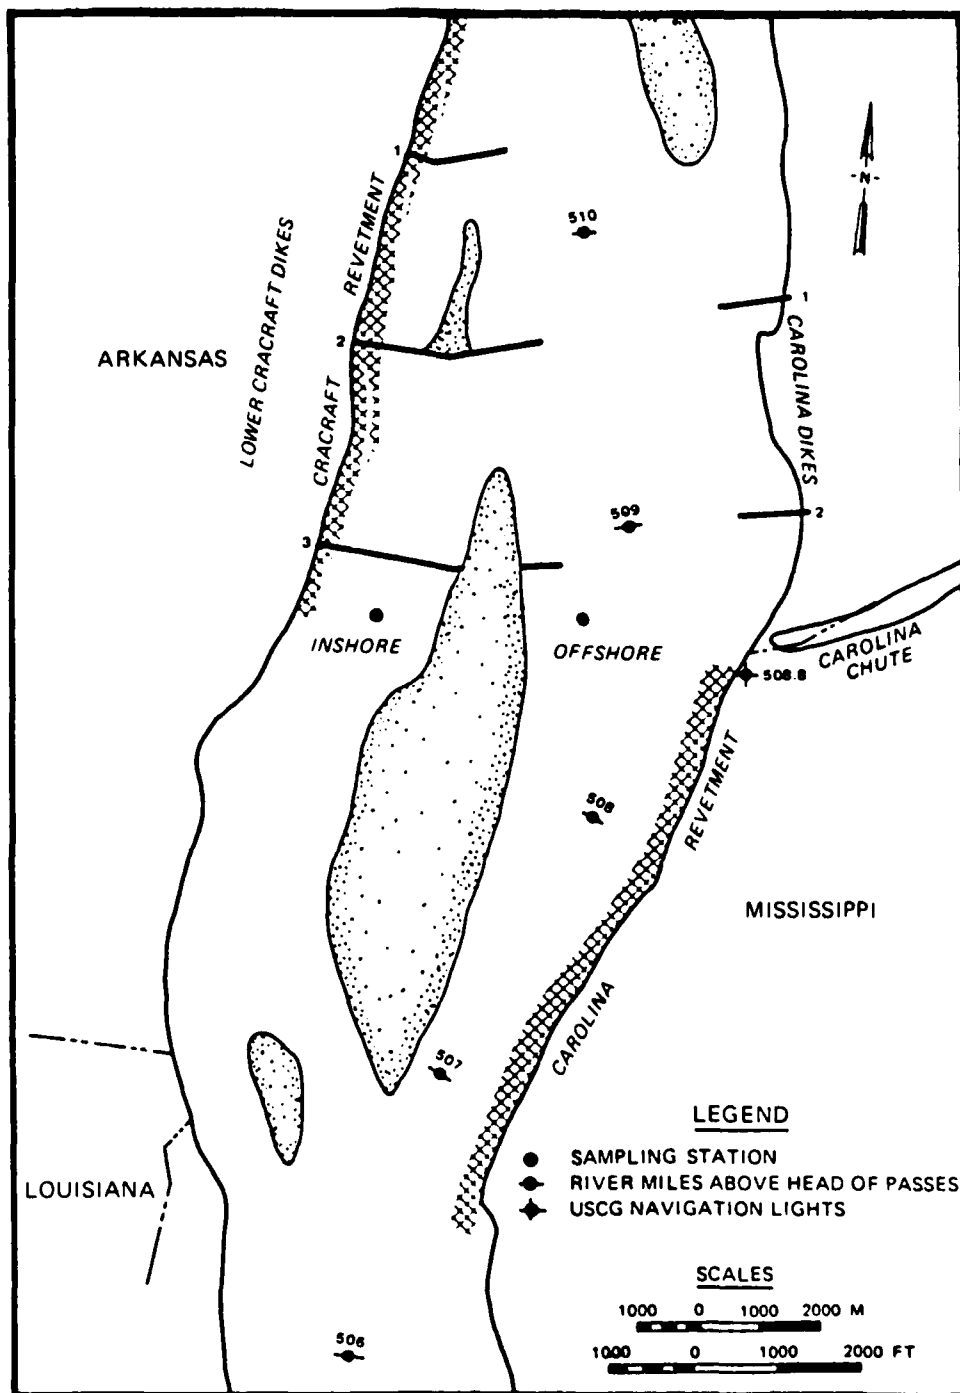 1
510
-N-
LOWER CRACRAFT DIKES
REVETMENT
CRACRAFT
1
CAROLINA DIKES
2
ARKANSAS
509
2
3
INSHORE
OFFSHORE
CAROLINA
CHUTE
508.8
REVETMENT
CAROLINA
508
MISSISSIPPI
507
LEGEND
SAMPLING STATION
RIVER MILES ABOVE HEAD OF PASSES
USCG NAVIGATION LIGHTS
LOUISIANA
SCALES
1000 0 1000 2000 M
1000 0 1000 2000 FT
506